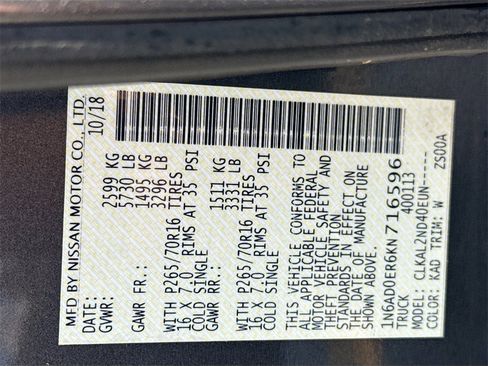 MFD BY NISSAN MOTOR CO., LTD.
DATE: 10/18
GVWR: 2599 KG
5730 LB
GAWR FR.: 1495 KG
3296 LB
WITH P265/70R16 TIRES
16 X 7.0 RIMS AT 35 PSI
COLD SINGLE
GAWR RR.: 1511 KG
3331 LB
WITH P265/70R16 TIRES
16 X 7.0 RIMS AT 35 PSI
COLD SINGLE
THIS VEHICLE CONFORMS TO
ALL APPLICABLE FEDERAL
MOTOR VEHICLE SAFETY AND
THEFT PREVENTION
STANDARDS IN EFFECT ON
THE DATE OF MANUFACTURE
SHOWN ABOVE.
1N6AD0ER6KN716596
TRUCK 400113
MODEL: CLKALZND40EUN-----
COLOR: KAD TRIM: W ZS00A